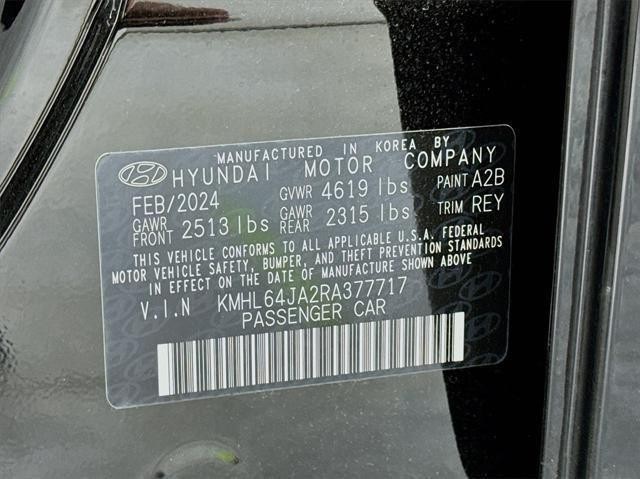 MANUFACTURED IN KOREA BY
HYUNDAI MOTOR COMPANY
FEB/2024 GVWR 4619 lbs PAINT A2B
GAWR FRONT 2513 lbs GAWR REAR 2315 lbs TRIM REY
THIS VEHICLE CONFORMS TO ALL APPLICABLE U.S.A. FEDERAL
MOTOR VEHICLE SAFETY, BUMPER, AND THEFT PREVENTION STANDARDS
IN EFFECT ON THE DATE OF MANUFACTURE SHOWN ABOVE
V.I.N KMHL64JA2RA377717
PASSENGER CAR